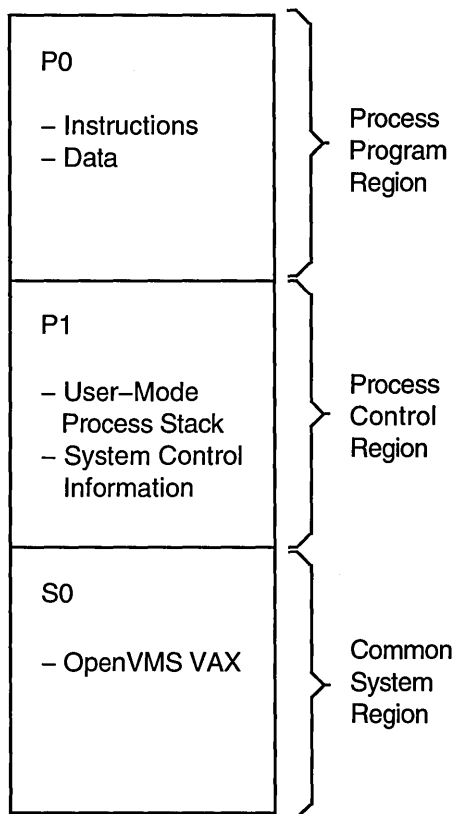 P0
– Instructions
– Data
Process
Program
Region
P1
– User–Mode
Process Stack
– System Control
Information
Process
Control
Region
S0
– OpenVMS VAX
Common
System
Region